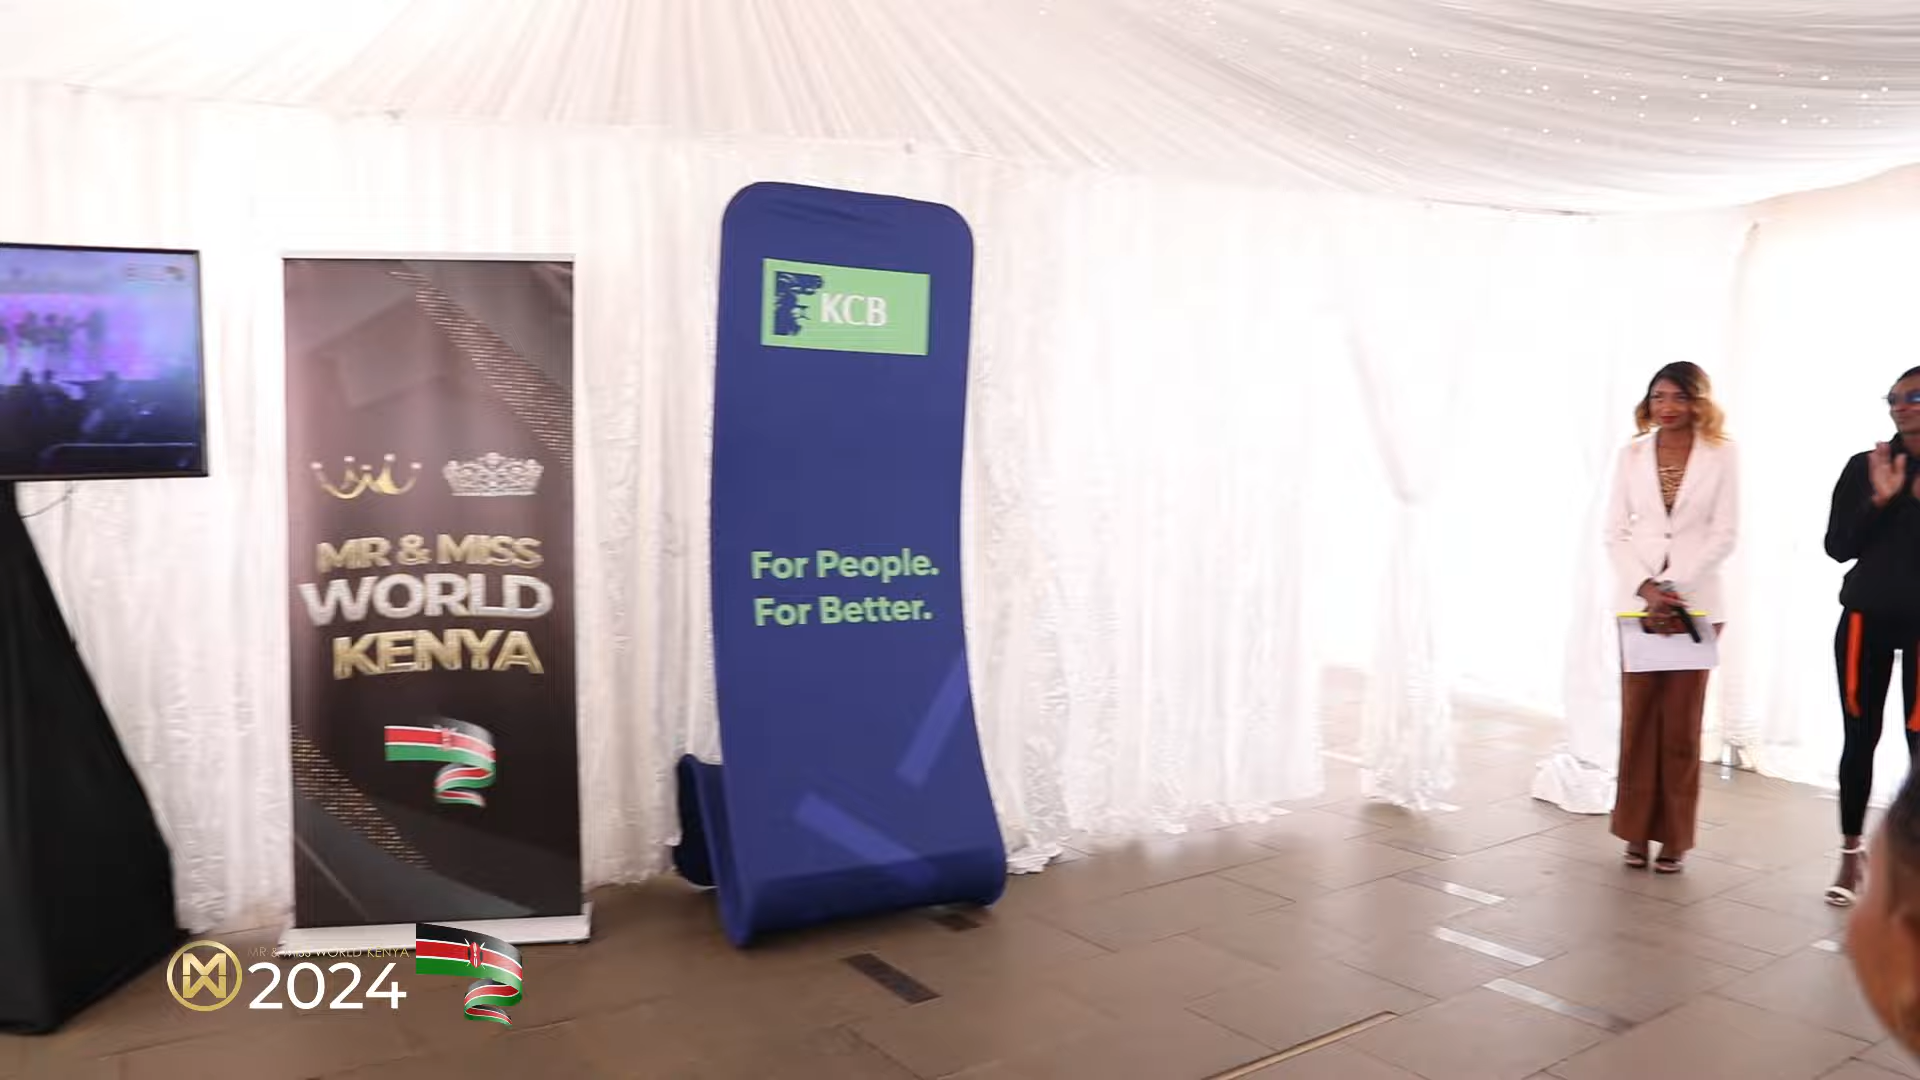 KCB
For People.
For Better.
MR & MISS
WORLD
KENYA
MR & MISS WORLD KENYA
2024